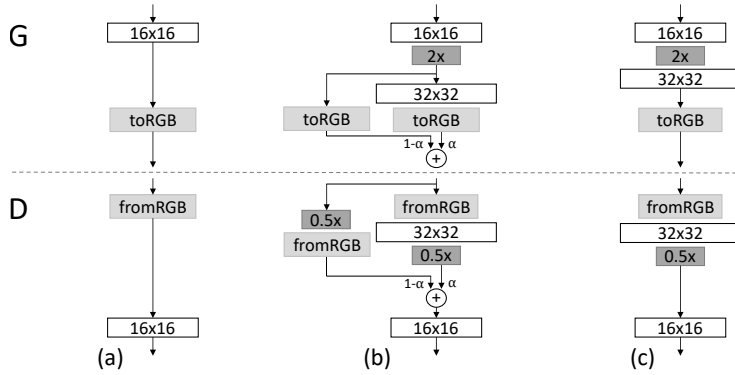 G
16x16
toRGB
16x16
2x
32x32
toRGB
toRGB
1-α
α
+
16x16
2x
32x32
toRGB
D
fromRGB
16x16
0.5x
fromRGB
fromRGB
32x32
0.5x
1-α
α
+
16x16
fromRGB
32x32
0.5x
16x16
(a)
(b)
(c)